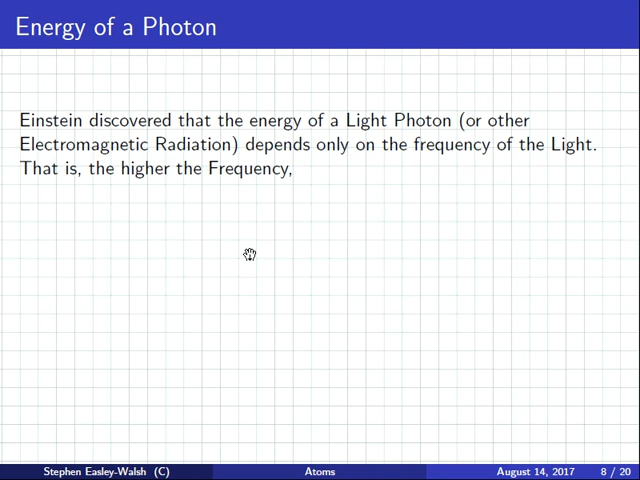 Energy of a Photon
Einstein discovered that the energy of a Light Photon (or other
Electromagnetic Radiation) depends only on the frequency of the Light.
That is, the higher the Frequency,
Stephen Easley-Walsh (C)
Atoms
August 14, 2017
8 / 20